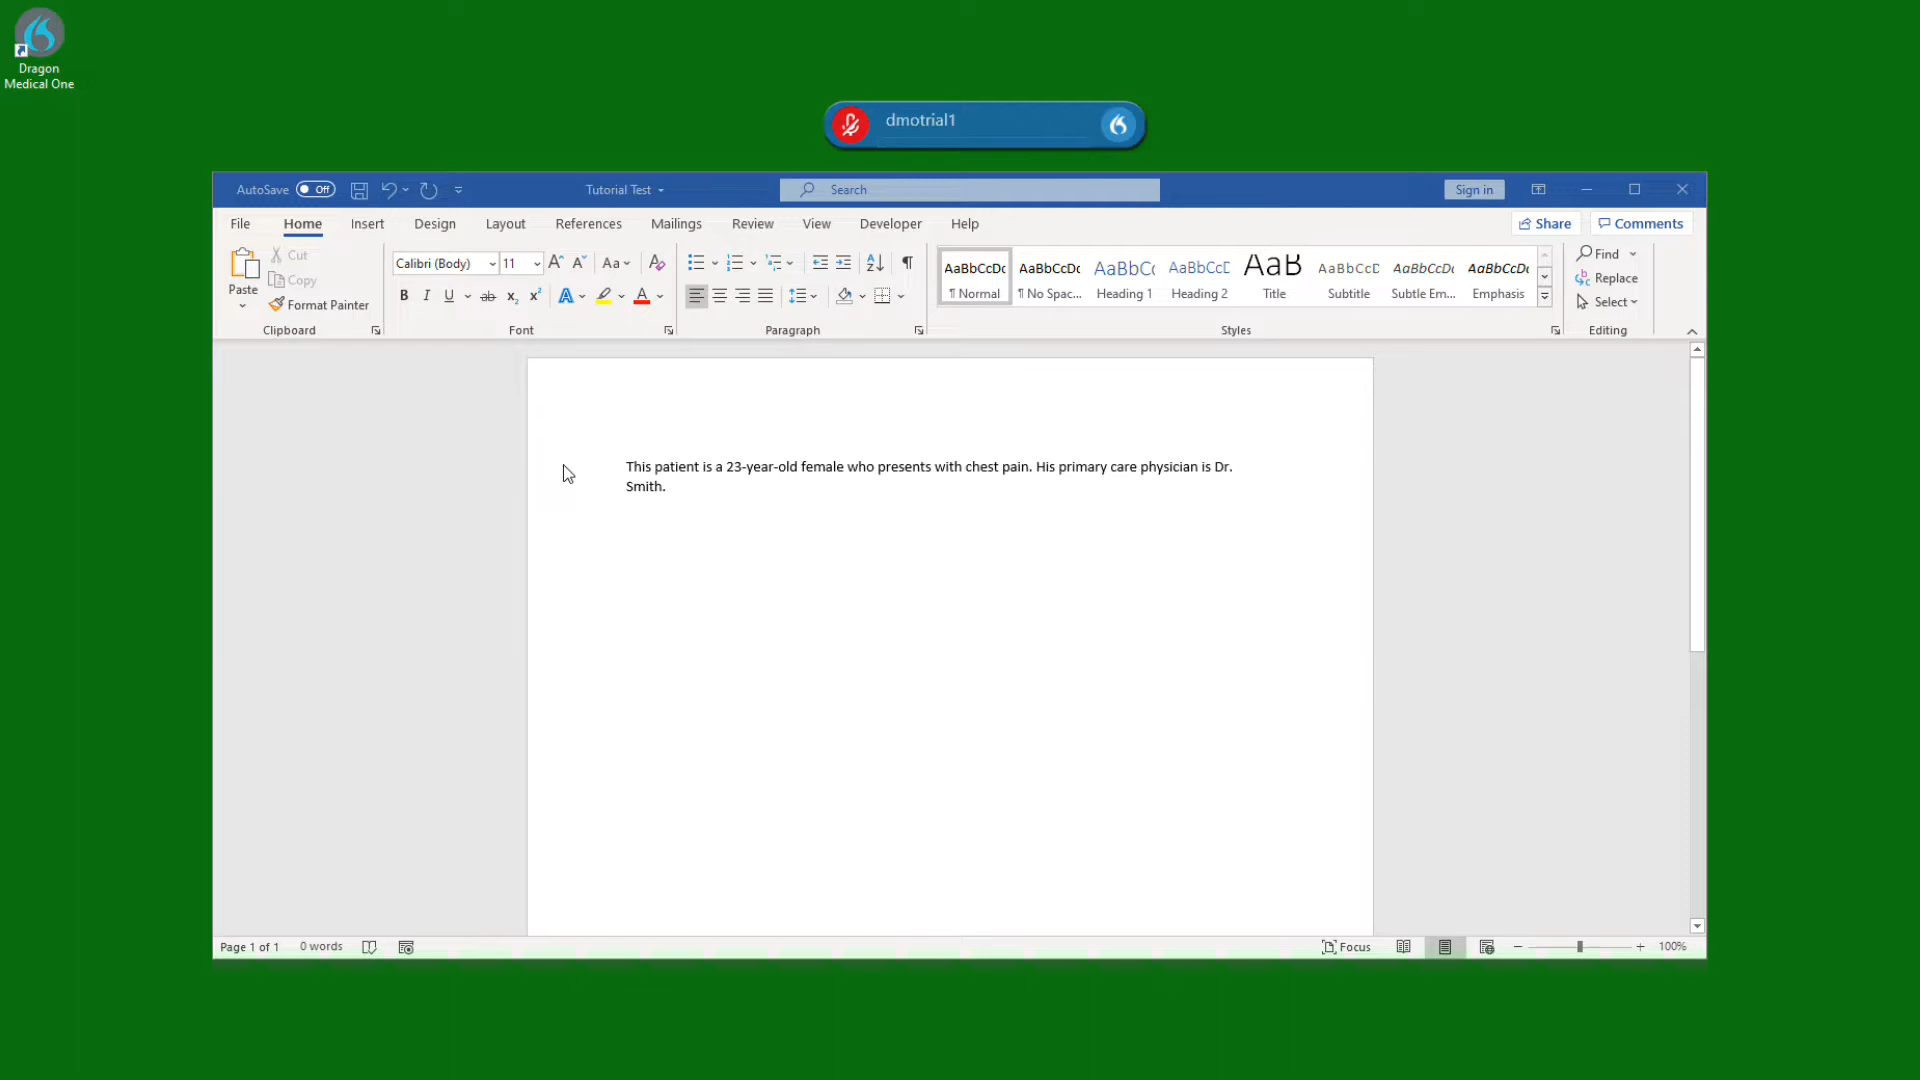 Dragon
Medical One
dmotrial1
AutoSave Off
Tutorial Test
Search
Sign in
File Home Insert Design Layout References Mailings Review View Developer Help
Share Comments
Paste
Cut
Copy
Format Painter
Clipboard
Calibri (Body) 11
Font
Paragraph
AaBbCcDc AaBbCcDc AaBbCc AaBbCcD AaB AaBbCcD AaBbCcDc AaBbCcDc
¶ Normal ¶ No Spac... Heading 1 Heading 2 Title Subtitle Subtle Em... Emphasis
Styles
Find
Replace
Select
Editing
This patient is a 23-year-old female who presents with chest pain. His primary care physician is Dr.
Smith.
Page 1 of 1 0 words
Focus 100%